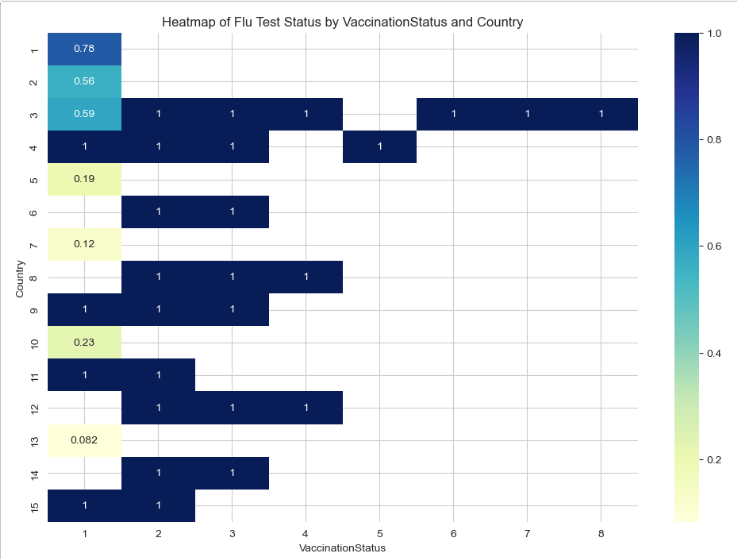 Heatmap of Flu Test Status by VaccinationStatus and Country
1 0.78
2 0.56
3 0.59 1 1 1 1 1 1
4 1 1 1 1
5 0.19
6 1 1
7 0.12
8 1 1 1
9 1 1 1
10 0.23
11 1 1
12 1 1 1
13 0.082
14 1 1
15 1 1
1 2 3 4 5 6 7 8
VaccinationStatus
Country
1.0
0.8
0.6
0.4
0.2